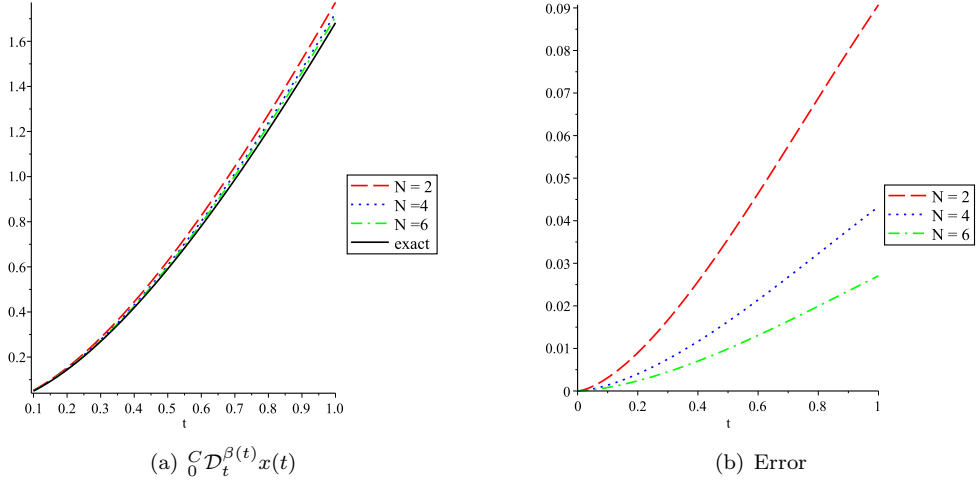 1.6
1.4
1.2
1.0
0.8
0.6
0.4
0.2
0.1 0.2 0.3 0.4 0.5 0.6 0.7 0.8 0.9 1.0
t
N = 2
N =4
N =6
exact
(a) ${}_{0}^{C}\mathcal{D}_{t}^{\beta(t)}x(t)$
0.09
0.08
0.07
0.06
0.05
0.04
0.03
0.02
0.01
0
0 0.2 0.4 0.6 0.8 1
t
N = 2
N = 4
N = 6
(b) Error